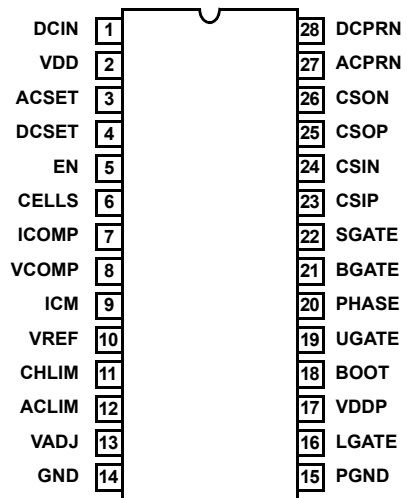 DCIN 1 28 DCPRN
VDD 2 27 ACPRN
ACSET 3 26 CSON
DCSET 4 25 CSOP
EN 5 24 CSIN
CELLS 6 23 CSIP
ICOMP 7 22 SGATE
VCOMP 8 21 BGATE
ICM 9 20 PHASE
VREF 10 19 UGATE
CHLIM 11 18 BOOT
ACLIM 12 17 VDDP
VADJ 13 16 LGATE
GND 14 15 PGND